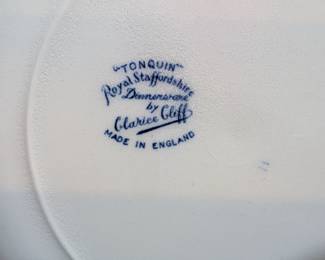 "TONQUIN"
Royal Staffordshire
Dinnerware
by
Clarice Cliff
MADE IN ENGLAND